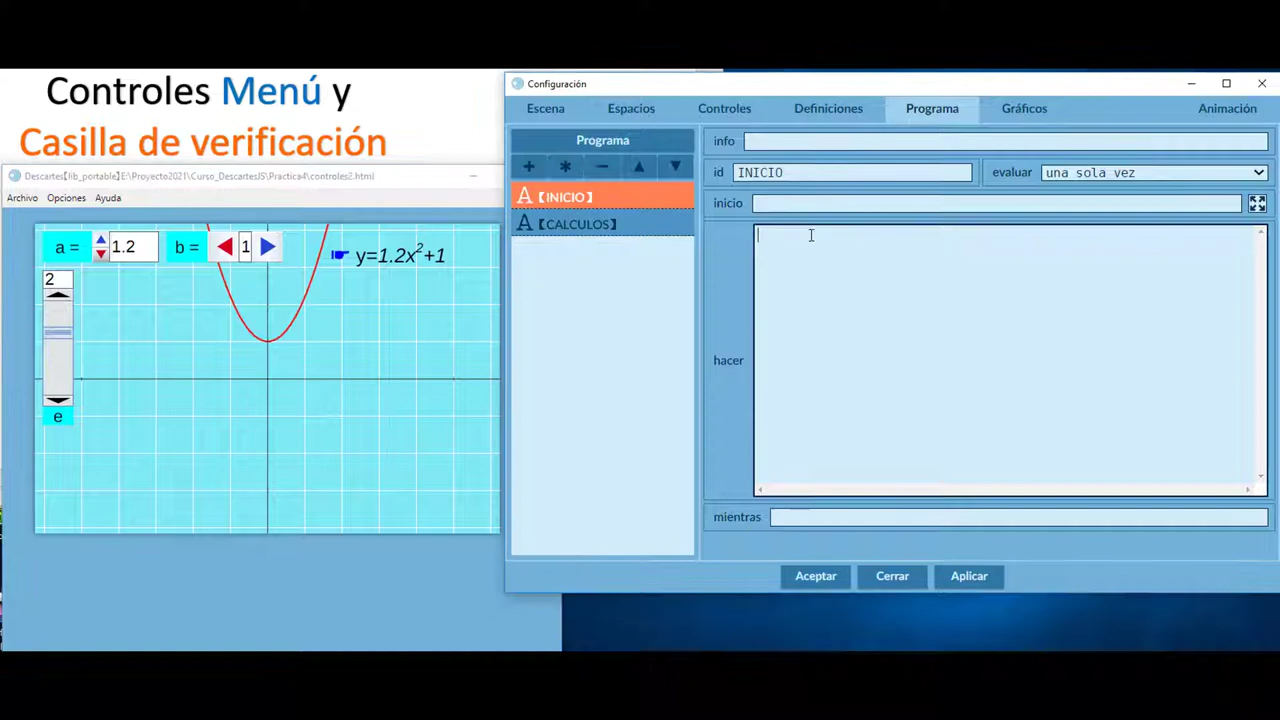 Controles Menú y
Casilla de verificación
Descartes【lib_portable】E:\Proyecto2021\Curso_DescartesJS\Practica4\controles2.html
Archivo Opciones Ayuda
a = 1.2 b = 1
y=1.2x²+1
2
e
Configuración
Escena Espacios Controles Definiciones Programa Gráficos Animación
Programa
+ * −
A【INICIO】
A【CALCULOS】
info
id INICIO evaluar una sola vez
inicio
hacer
mientras
Aceptar Cerrar Aplicar